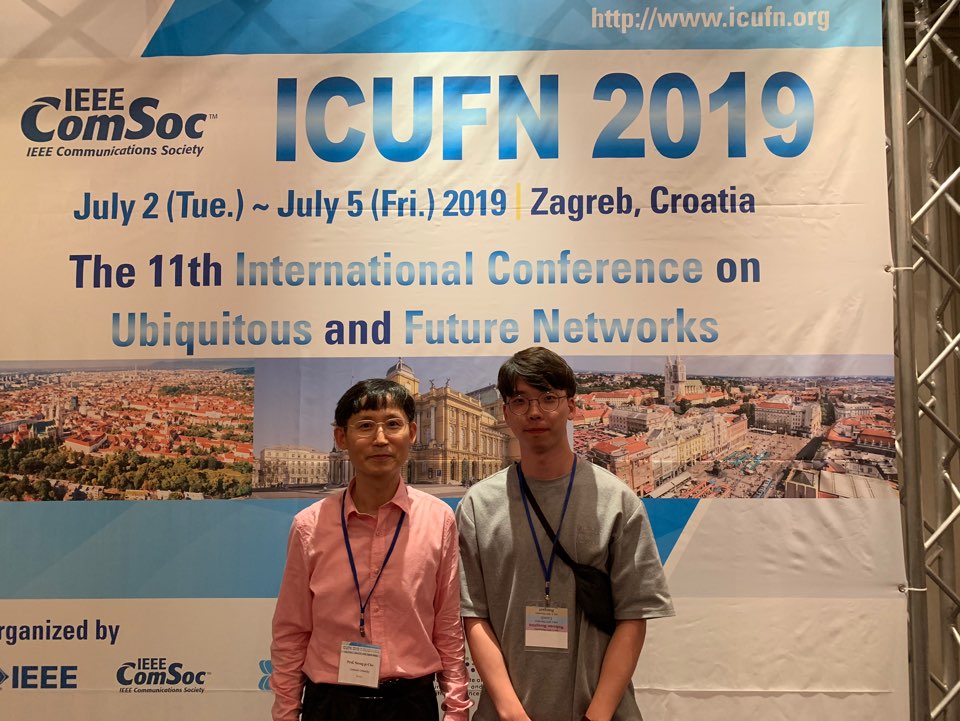 http://www.icufn.org
IEEE
ComSoc™
IEEE Communications Society
ICUFN 2019
July 2 (Tue.) ~ July 5 (Fri.) 2019 | Zagreb, Croatia
The 11th International Conference on
Ubiquitous and Future Networks
rganized by
IEEE
IEEE
ComSoc
IEEE Communications Society